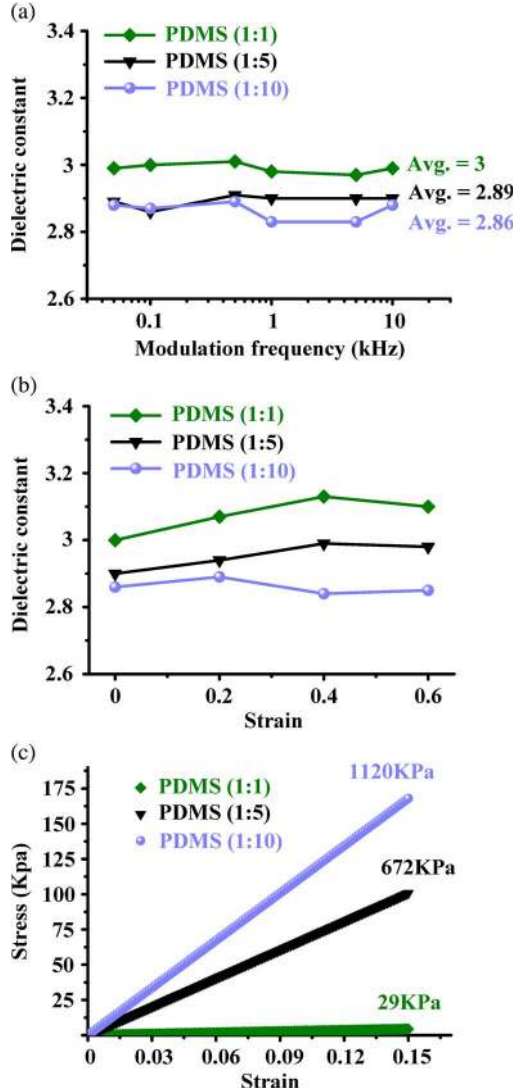 (a)
3.4
3.2
3
2.8
2.6
Dielectric constant
PDMS (1:1)
PDMS (1:5)
PDMS (1:10)
Avg. = 3
Avg. = 2.89
Avg. = 2.86
0.1 1 10
Modulation frequency (kHz)
(b)
3.4
3.2
3
2.8
2.6
Dielectric constant
PDMS (1:1)
PDMS (1:5)
PDMS (1:10)
0 0.2 0.4 0.6
Strain
(c)
175
150
125
100
75
50
25
Stress (Kpa)
PDMS (1:1)
PDMS (1:5)
PDMS (1:10)
1120KPa
672KPa
29KPa
0 0.03 0.06 0.09 0.12 0.15
Strain